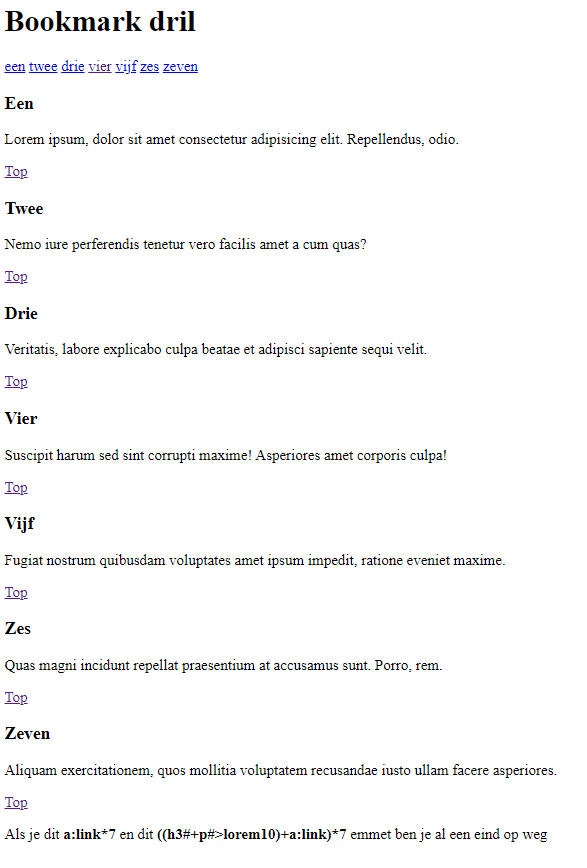 Bookmark dril
een twee drie vier vijf zes zeven
Een
Lorem ipsum, dolor sit amet consectetur adipisicing elit. Repellendus, odio.
Top
Twee
Nemo iure perferendis tenetur vero facilis amet a cum quas?
Top
Drie
Veritatis, labore explicabo culpa beatae et adipisci sapiente sequi velit.
Top
Vier
Suscipit harum sed sint corrupti maxime! Asperiores amet corporis culpa!
Top
Vijf
Fugiat nostrum quibusdam voluptates amet ipsum impedit, ratione eveniet maxime.
Top
Zes
Quas magni incidunt repellat praesentium at accusamus sunt. Porro, rem.
Top
Zeven
Aliquam exercitationem, quos mollitia voluptatem recusandae iusto ullam facere asperiores.
Top
Als je dit a:link*7 en dit ((h3#+p#>lorem10)+a:link)*7 emmet ben je al een eind op weg